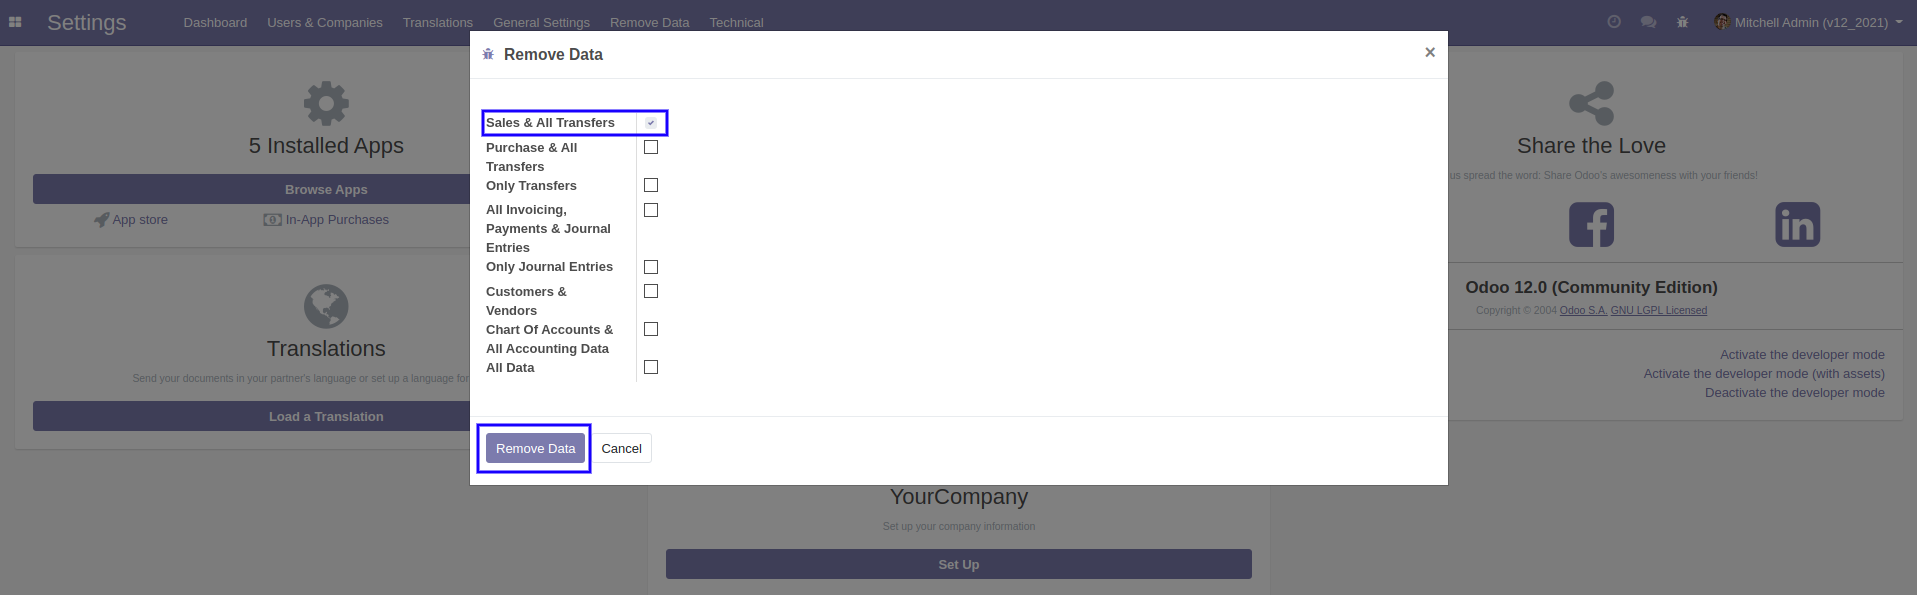 Settings
Dashboard Users & Companies Translations General Settings Remove Data Technical
Mitchell Admin (v12_2021)
Remove Data
×
Sales & All Transfers
Purchase & All
Transfers
Only Transfers
All Invoicing,
Payments & Journal
Entries
Only Journal Entries
Customers &
Vendors
Chart Of Accounts &
All Accounting Data
All Data
Remove Data Cancel
5 Installed Apps
Browse Apps
App store In-App Purchases
Translations
Send your documents in your partner's language or set up a language for
Load a Translation
YourCompany
Set up your company information
Set Up
Share the Love
us spread the word: Share Odoo's awesomeness with your friends!
Odoo 12.0 (Community Edition)
Copyright © 2004 Odoo S.A. GNU LGPL Licensed
Activate the developer mode
Activate the developer mode (with assets)
Deactivate the developer mode